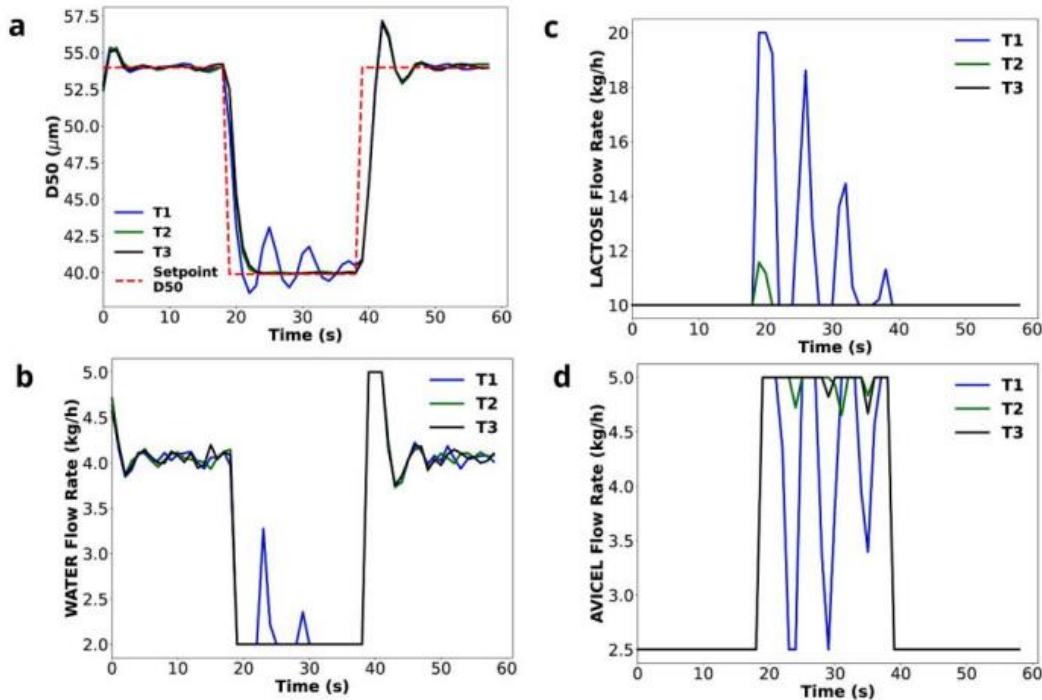 a
D50 (μm)
57.5
55.0
52.5
50.0
47.5
45.0
42.5
40.0
T1
T2
T3
Setpoint
D50
0
10
20
30
40
50
60
Time (s)
b
WATER Flow Rate (kg/h)
5.0
4.5
4.0
3.5
3.0
2.5
2.0
T1
T2
T3
0
10
20
30
40
50
60
Time (s)
c
LACTOSE Flow Rate (kg/h)
20
18
16
14
12
10
T1
T2
T3
0
10
20
30
40
50
60
Time (s)
d
AVICEL Flow Rate (kg/h)
5.0
4.5
4.0
3.5
3.0
2.5
T1
T2
T3
0
10
20
30
40
50
60
Time (s)